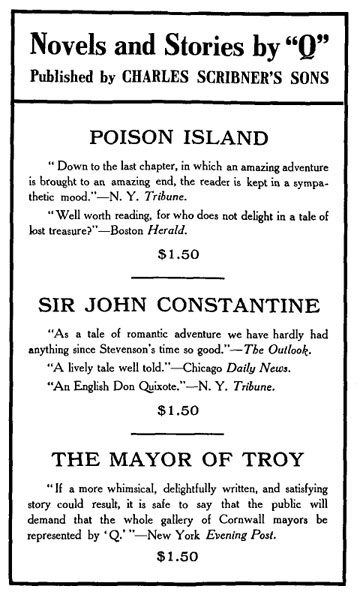 Novels and Stories by "Q"
Published by CHARLES SCRIBNER'S SONS
POISON ISLAND
"Down to the last chapter, in which an amazing adventure
is brought to an amazing end, the reader is kept in a sympa-
thetic mood."—N. Y. Tribune.
"Well worth reading, for who does not delight in a tale of
lost treasure?"—Boston Herald.
$1.50
SIR JOHN CONSTANTINE
"As a tale of romantic adventure we have hardly had
anything since Stevenson's time so good."—The Outlook.
"A lively tale well told."—Chicago Daily News.
"An English Don Quixote."—N. Y. Tribune.
$1.50
THE MAYOR OF TROY
"If a more whimsical, delightfully written, and satisfying
story could result, it is safe to say that the public will
demand that the whole gallery of Cornwall mayors be
represented by 'Q.'"—New York Evening Post.
$1.50